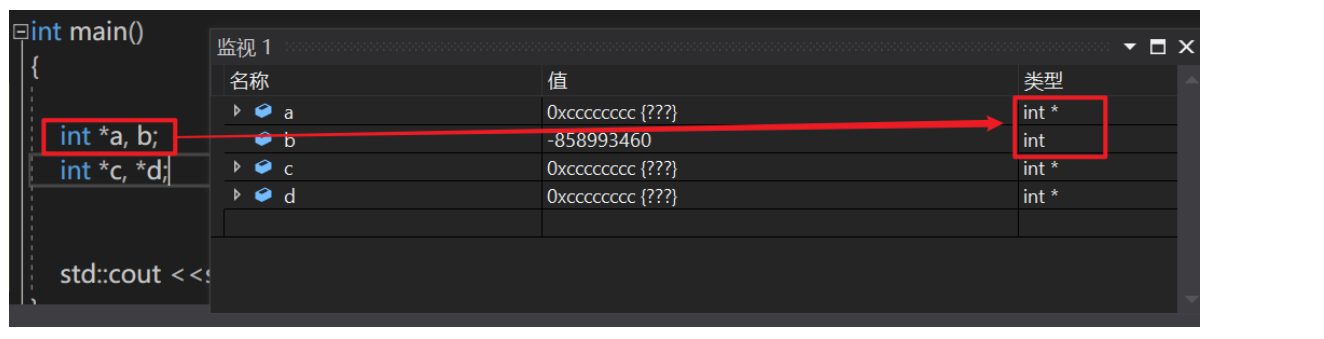 int main()
{
int *a, b;
int *c, *d;
std::cout <<s
}
监视 1
名称 值 类型
a 0xcccccccc {???} int *
b -858993460 int
c 0xcccccccc {???} int *
d 0xcccccccc {???} int *